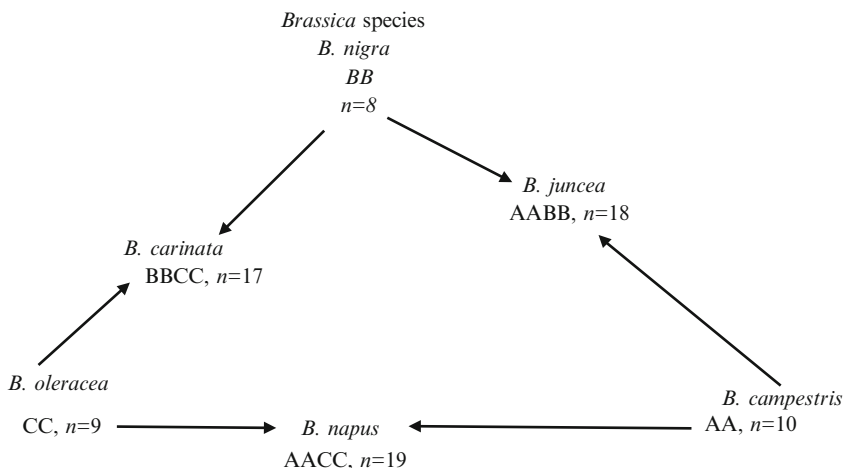 Brassica species
B. nigra
BB
n=8
B. juncea
AABB, n=18
B. carinata
BBCC, n=17
B. oleracea
CC, n=9
B. napus
AACC, n=19
B. campestris
AA, n=10